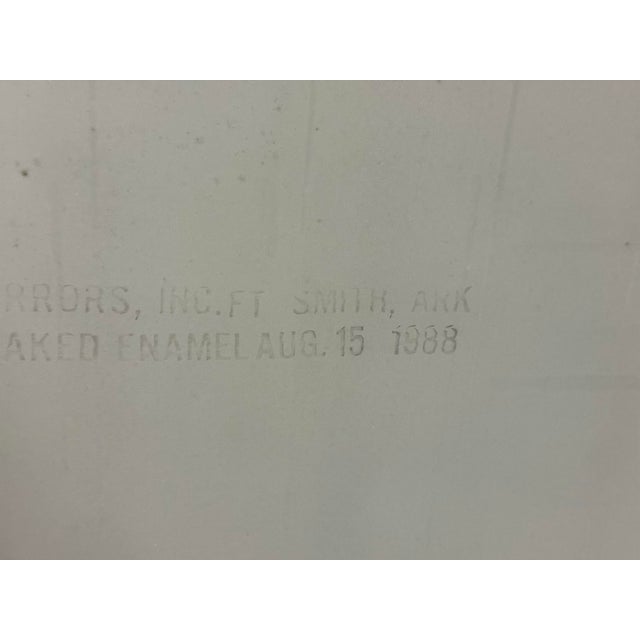 RRORS, INC. FT SMITH, ARK
AKED ENAMEL AUG. 15 1988